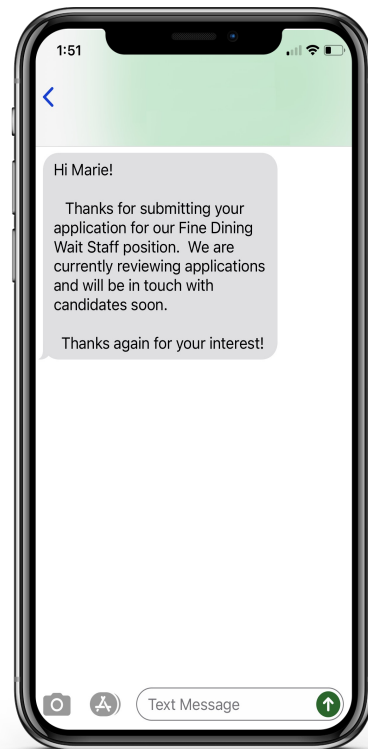 1:51
Hi Marie!
Thanks for submitting your
application for our Fine Dining
Wait Staff position.  We are
currently reviewing applications
and will be in touch with
candidates soon.
Thanks again for your interest!
Text Message